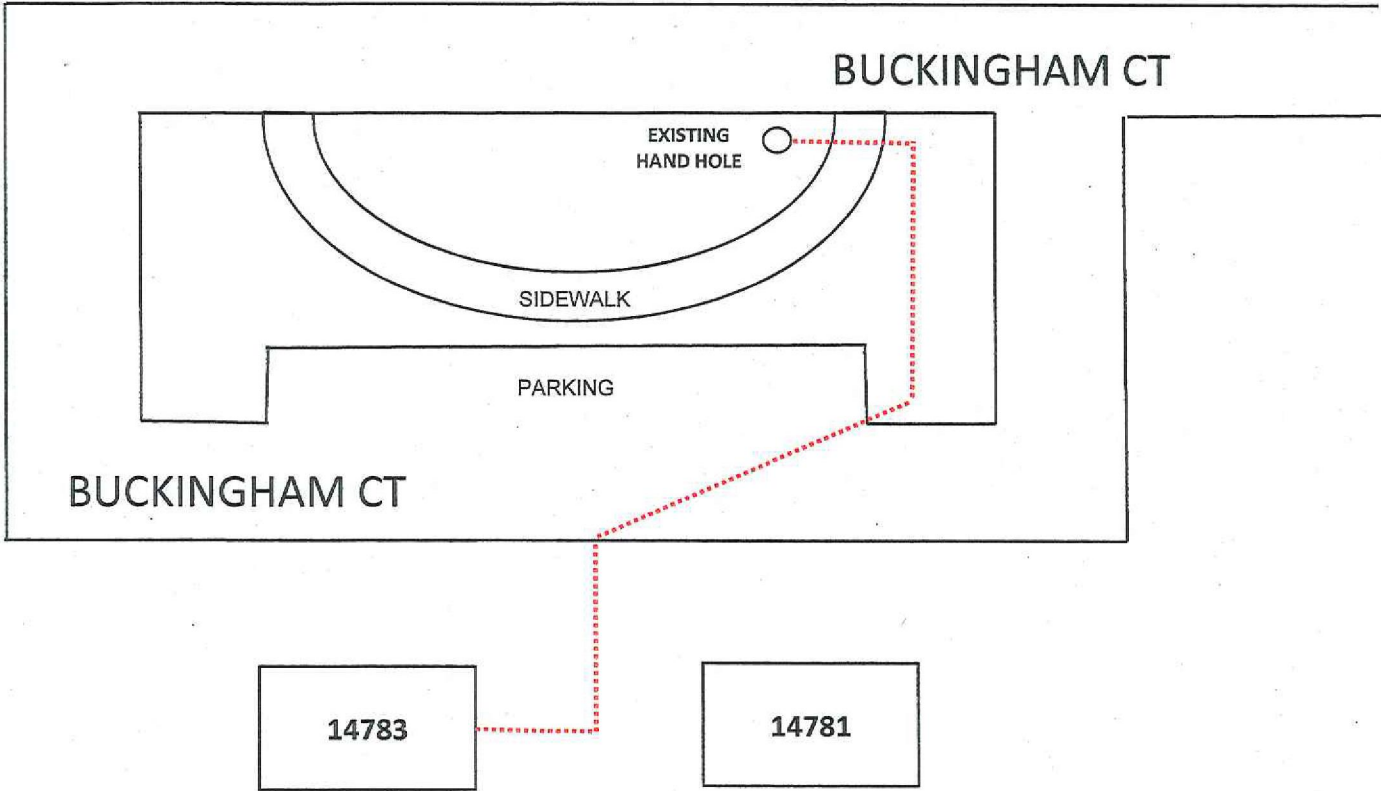 BUCKINGHAM CT
EXISTING
HAND HOLE
SIDEWALK
PARKING
BUCKINGHAM CT
14783
14781